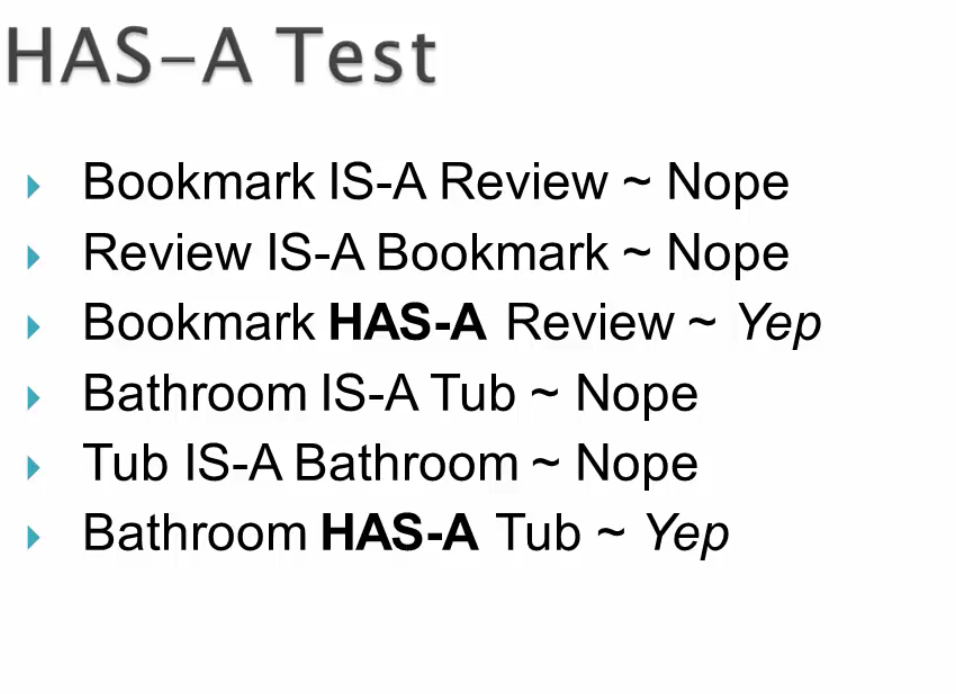 HAS-A Test
Bookmark IS-A Review ~ Nope
Review IS-A Bookmark ~ Nope
Bookmark HAS-A Review ~ Yep
Bathroom IS-A Tub ~ Nope
Tub IS-A Bathroom ~ Nope
Bathroom HAS-A Tub ~ Yep